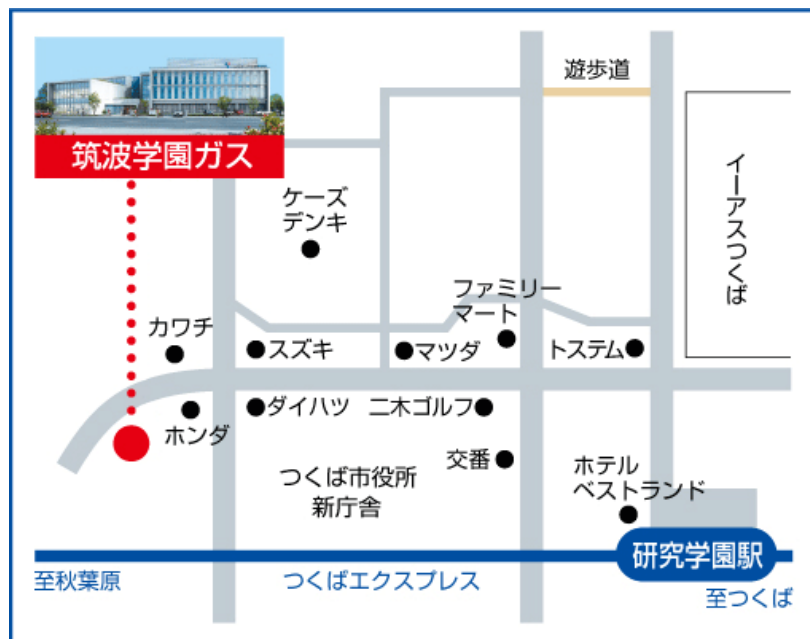 筑波学園ガス
遊歩道
イーアスつくば
ケーズ
デンキ
ファミリー
マート
カワチ
スズキ
マツダ
トステム
ホンダ
ダイハツ
二木ゴルフ
交番
つくば市役所
新庁舎
ホテル
ベストランド
研究学園駅
至秋葉原
つくばエクスプレス
至つくば